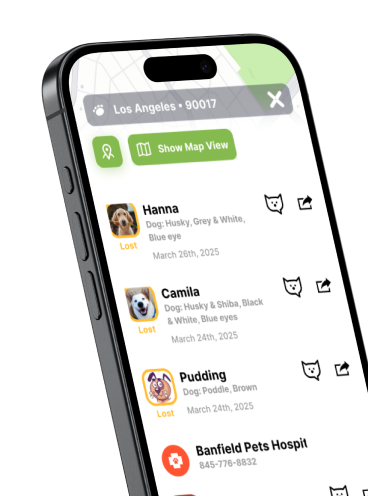 Los Angeles • 90017
Show Map View
Hanna
Dog: Husky, Grey & White,
Blue eye
Lost
March 26th, 2025
Camila
Dog: Husky & Shiba, Black
& White, Blue eyes
Lost
March 24th, 2025
Pudding
Dog: Poddle, Brown
Lost
March 24th, 2025
Banfield Pets Hospit
845-776-8832